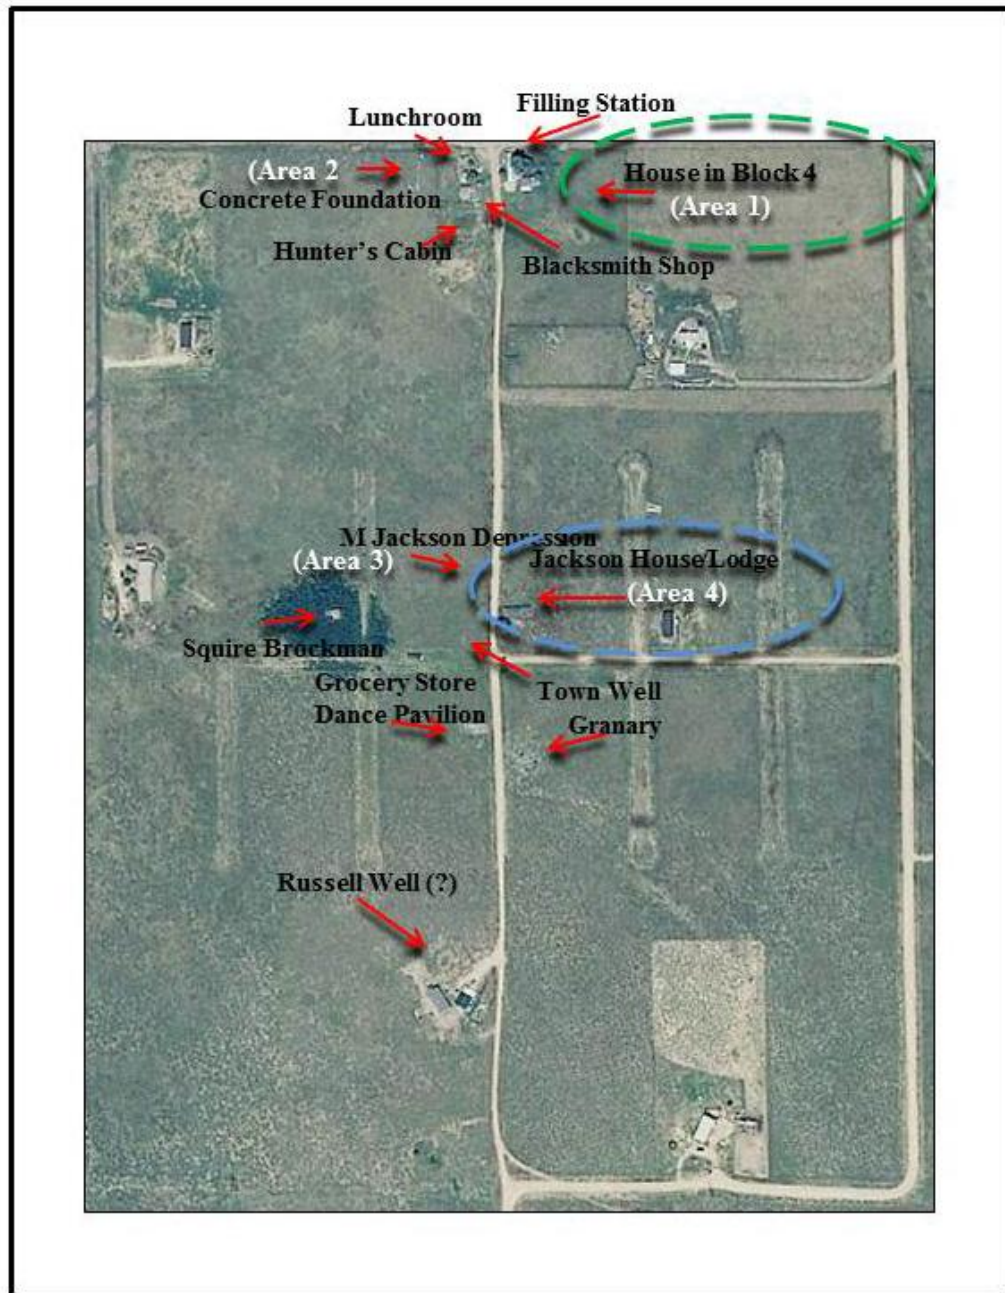 Filling Station
Lunchroom
(Area 2
House in Block 4
Concrete Foundation
(Area 1)
Hunter's Cabin
Blacksmith Shop
M Jackson Depression
(Area 3)
Jackson House/Lodge
(Area 4)
Squire Brockman
Grocery Store
Town Well
Dance Pavilion
Granary
Russell Well (?)